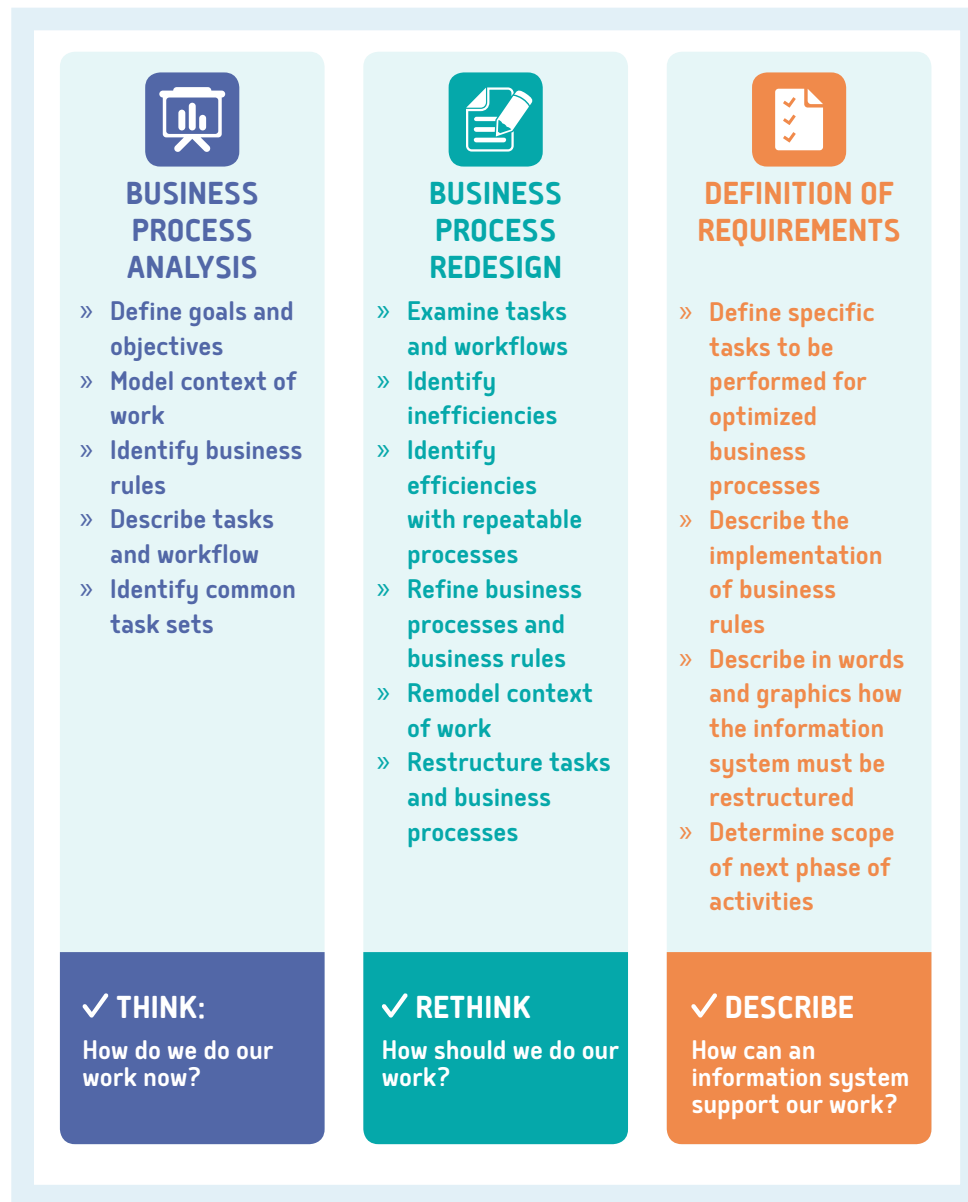 BUSINESS
PROCESS
ANALYSIS
» Define goals and
objectives
» Model context of
work
» Identify business
rules
» Describe tasks
and workflow
» Identify common
task sets
✓ THINK:
How do we do our
work now?
BUSINESS
PROCESS
REDESIGN
» Examine tasks
and workflows
» Identify
inefficiencies
» Identify
efficiencies
with repeatable
processes
» Refine business
processes and
business rules
» Remodel context
of work
» Restructure tasks
and business
processes
✓ RETHINK
How should we do our
work?
DEFINITION OF
REQUIREMENTS
» Define specific
tasks to be
performed for
optimized
business
processes
» Describe the
implementation
of business
rules
» Describe in words
and graphics how
the information
system must be
restructured
» Determine scope
of next phase of
activities
✓ DESCRIBE
How can an
information system
support our work?